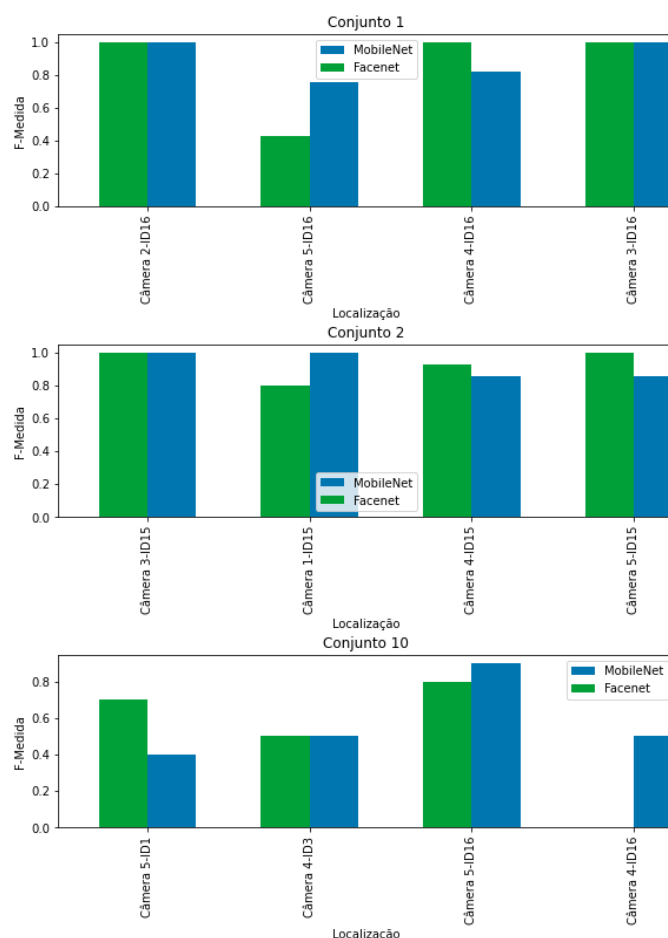 Conjunto 1
F-Medida
1.0
0.8
0.6
0.4
0.2
0.0
MobileNet
Facenet
Câmera 2-ID16
Câmera 5-ID16
Câmera 4-ID16
Câmera 3-ID16
Localização
Conjunto 2
F-Medida
1.0
0.8
0.6
0.4
0.2
0.0
MobileNet
Facenet
Câmera 3-ID15
Câmera 1-ID15
Câmera 4-ID15
Câmera 5-ID15
Localização
Conjunto 10
F-Medida
0.8
0.6
0.4
0.2
0.0
MobileNet
Facenet
Câmera 5-ID1
Câmera 4-ID3
Câmera 5-ID16
Câmera 4-ID16
Localização